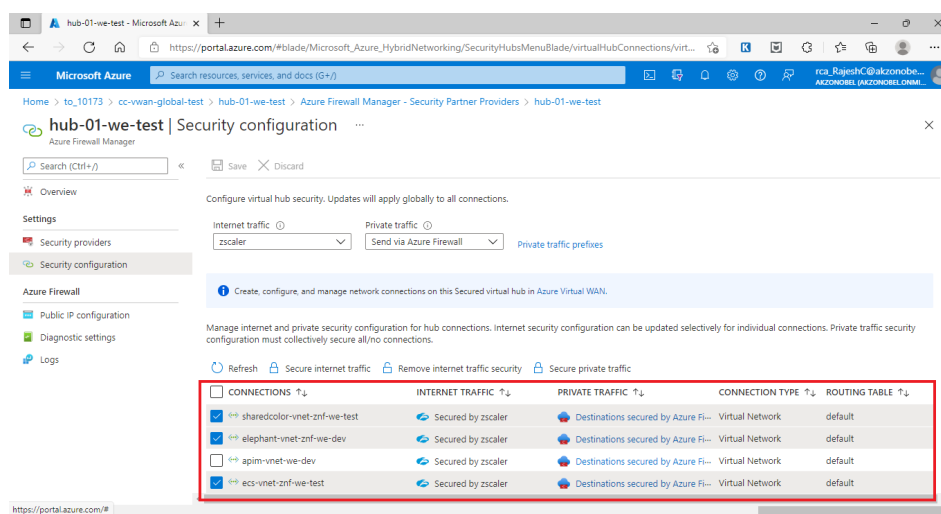 hub-01-we-test - Microsoft Azur
https://portal.azure.com/#blade/Microsoft_Azure_HybridNetworking/SecurityHubsMenuBlade/virtualHubConnections/virt...
Microsoft Azure
Search resources, services, and docs (G+/)
rca_RajeshC@akzonobe...
AKZONOBEL (AKZONOBEL.ONMI...
Home > to_10173 > cc-vwan-global-test > hub-01-we-test > Azure Firewall Manager - Security Partner Providers > hub-01-we-test
hub-01-we-test | Security configuration ...
Azure Firewall Manager
Search (Ctrl+/)
«
Save Discard
Overview
Settings
Security providers
Security configuration
Azure Firewall
Public IP configuration
Diagnostic settings
Logs
Configure virtual hub security. Updates will apply globally to all connections.
Internet traffic Private traffic
zscaler Send via Azure Firewall Private traffic prefixes
Create, configure, and manage network connections on this Secured virtual hub in Azure Virtual WAN.
Manage internet and private security configuration for hub connections. Internet security configuration can be updated selectively for individual connections. Private traffic security
configuration must collectively secure all/no connections.
Refresh Secure internet traffic Remove internet traffic security Secure private traffic
CONNECTIONS ↑↓ INTERNET TRAFFIC ↑↓ PRIVATE TRAFFIC ↑↓ CONNECTION TYPE ↑↓ ROUTING TABLE ↑↓
sharedcolor-vnet-znf-we-test Secured by zscaler Destinations secured by Azure Fi... Virtual Network default
elephant-vnet-znf-we-dev Secured by zscaler Destinations secured by Azure Fi... Virtual Network default
apim-vnet-we-dev Secured by zscaler Destinations secured by Azure Fi... Virtual Network default
ecs-vnet-znf-we-test Secured by zscaler Destinations secured by Azure Fi... Virtual Network default
https://portal.azure.com/#